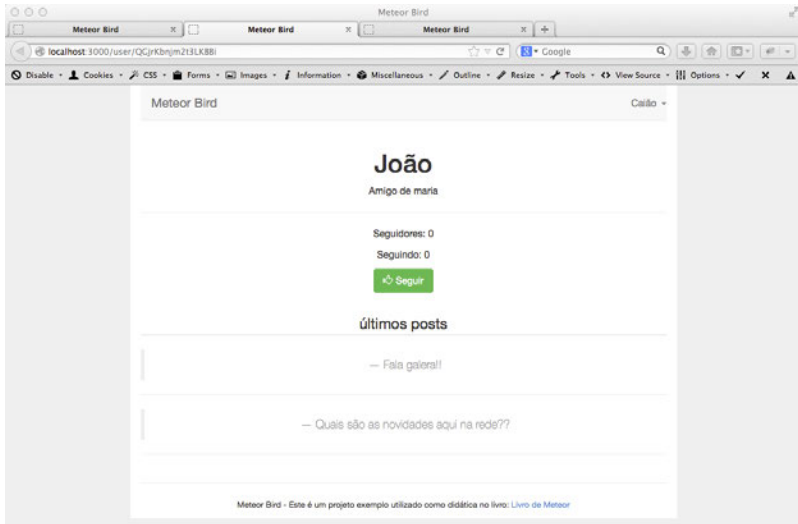 Meteor Bird
Meteor Bird
Meteor Bird
Meteor Bird
localhost:3000/user/QGjrKbnjm2t3LK8Bi
Google
Disable Cookies CSS Forms Images Information Miscellaneous Outline Resize Tools View Source Options
Meteor Bird
Caião
João
Amigo de maria
Seguidores: 0
Seguindo: 0
Seguir
últimos posts
— Fala galera!!
— Quais são as novidades aqui na rede??
Meteor Bird - Este é um projeto exemplo utilizado como didática no livro: Livro de Meteor